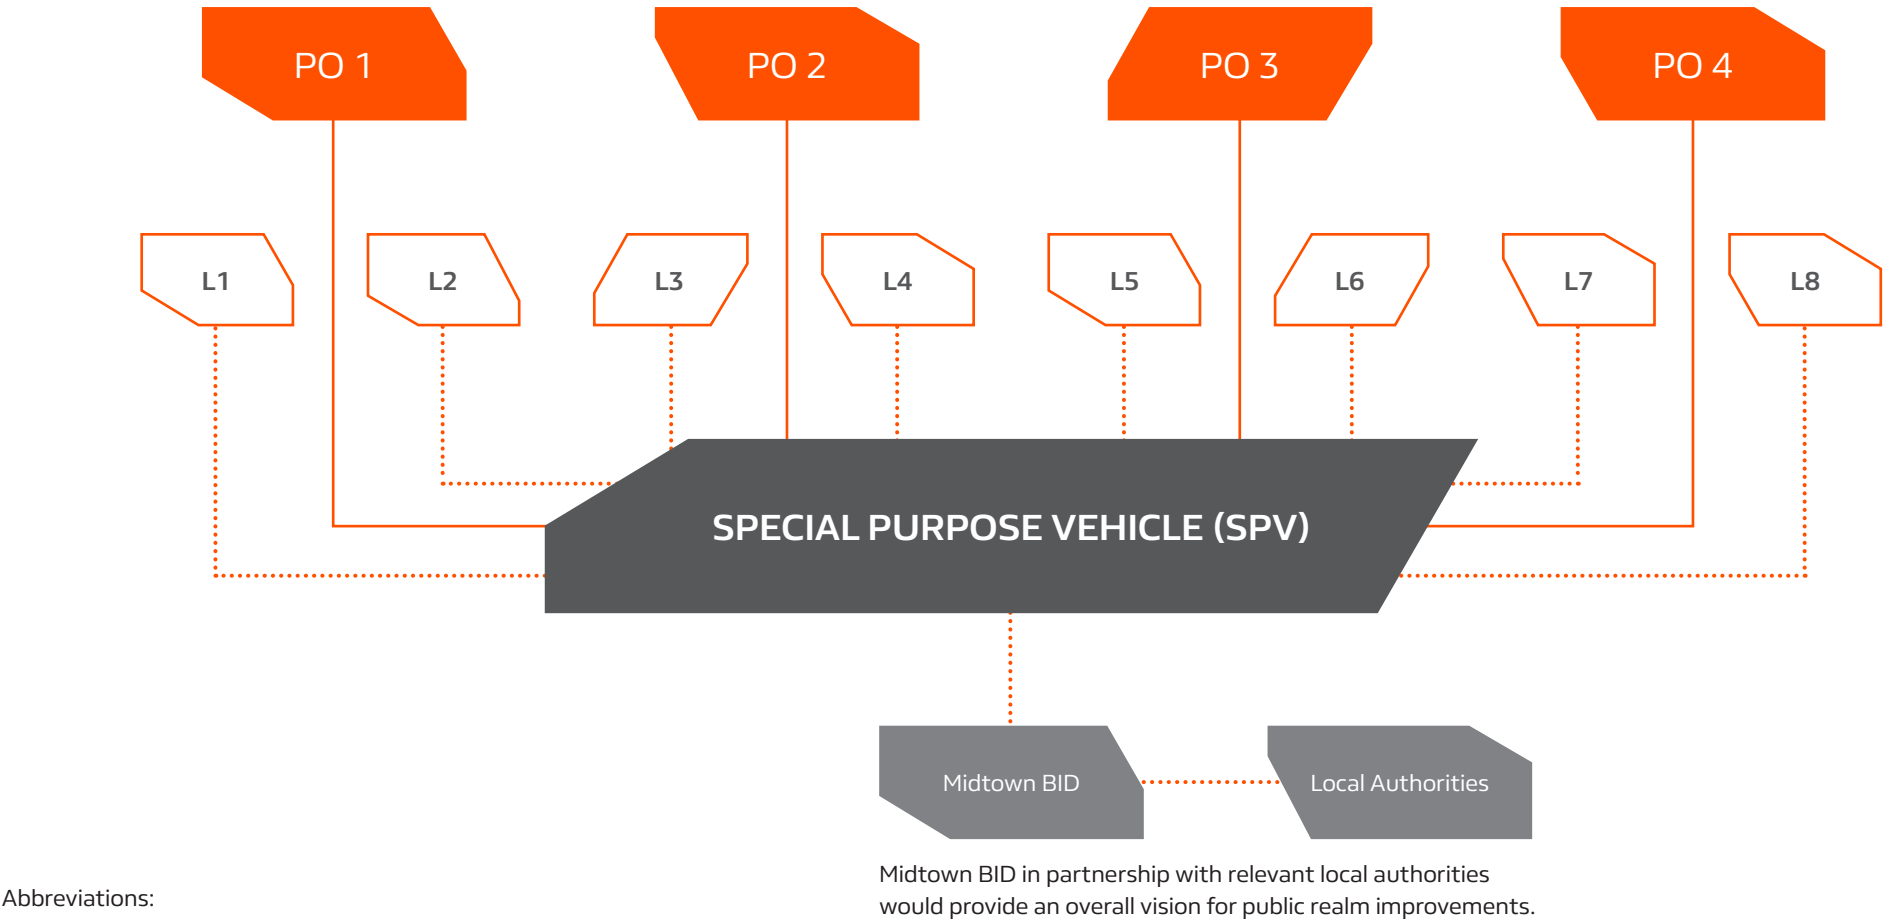 PO 1
PO 2
PO 3
PO 4
L1
L2
L3
L4
L5
L6
L7
L8
SPECIAL PURPOSE VEHICLE (SPV)
Midtown BID
Local Authorities
Midtown BID in partnership with relevant local authorities
would provide an overall vision for public realm improvements.
Abbreviations: